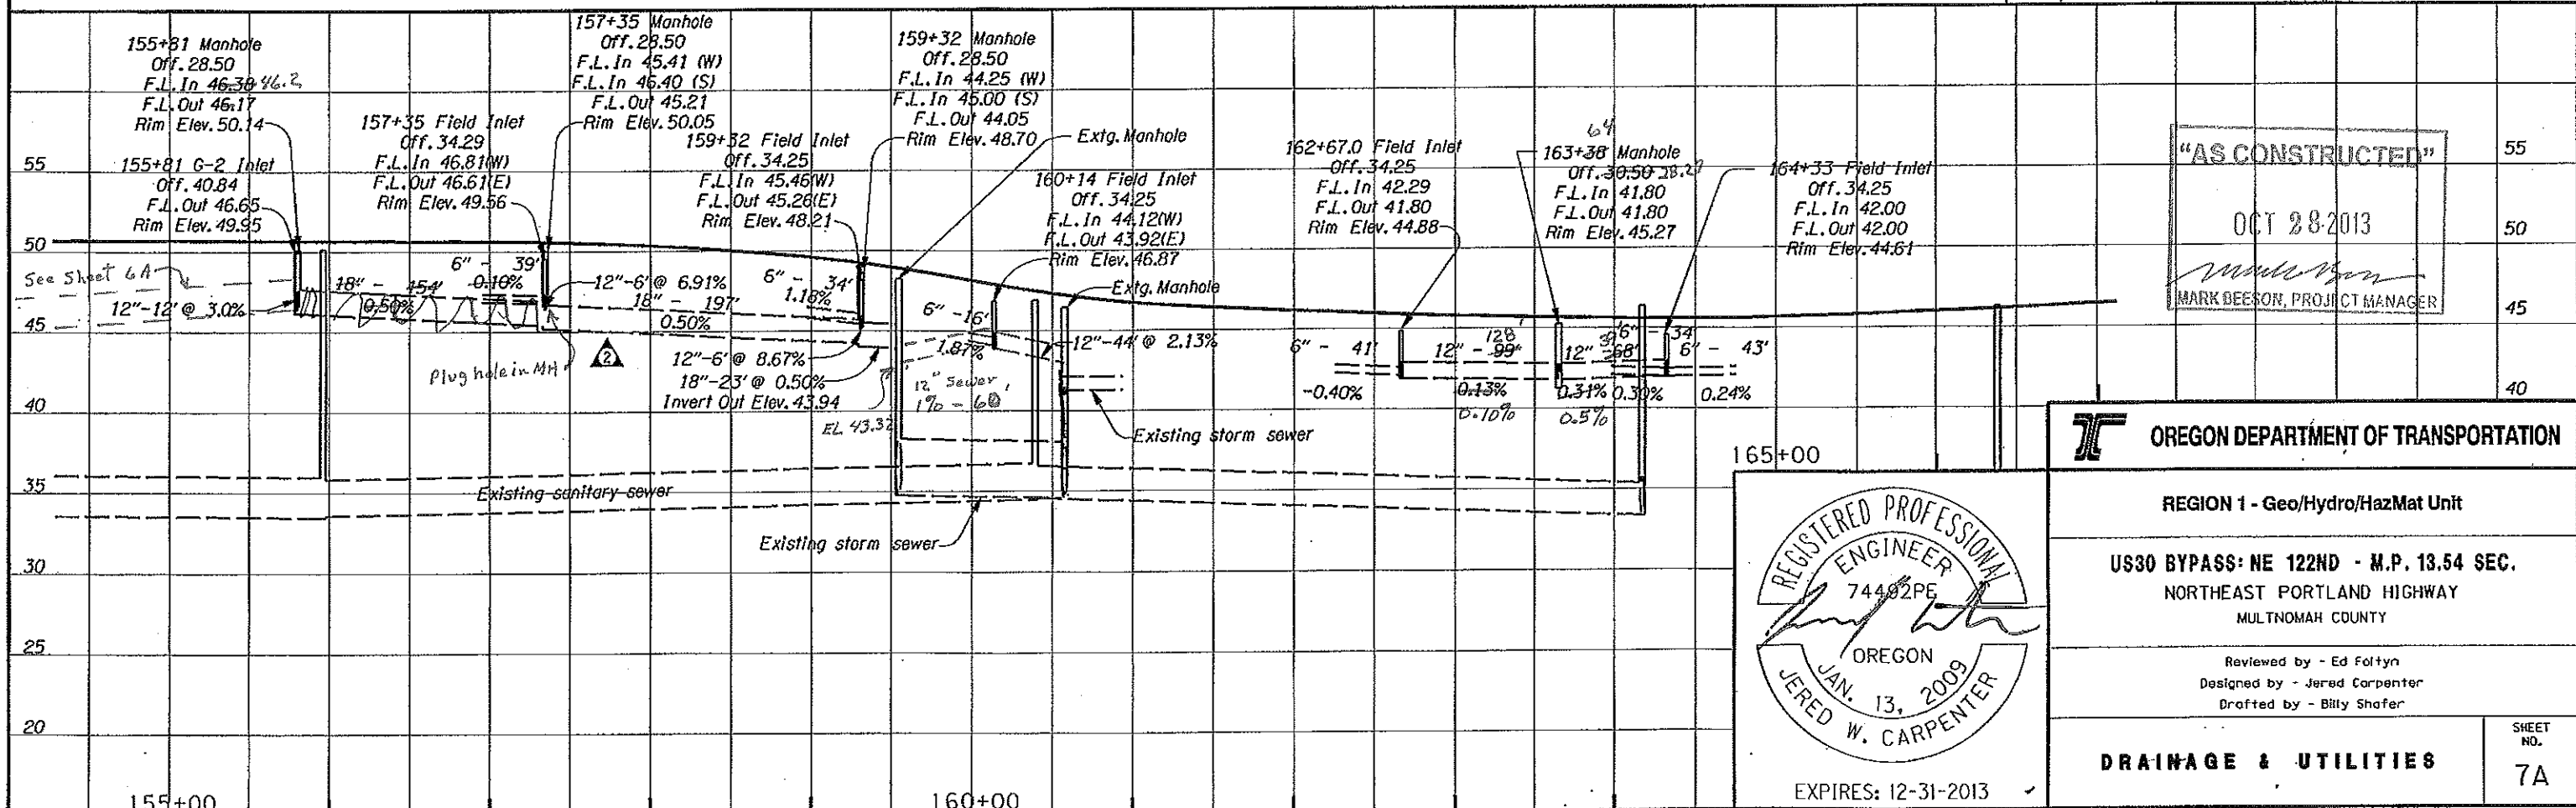 155+81 Manhole
Off. 28.50
F.L. In 46.38 46.2
F.L. Out 46.17
Rim Elev. 50.14
155+81 G-2 Inlet
Off. 40.84
F.L. Out 46.65
Rim Elev. 49.95
157+35 Field Inlet
Off. 34.29
F.L. In 46.81(W)
F.L. Out 46.61(E)
Rim Elev. 49.56
157+35 Manhole
Off. 28.50
F.L. In 45.41 (W)
F.L. In 46.40 (S)
F.L. Out 45.21
Rim Elev. 50.05
159+32 Field Inlet
Off. 34.25
F.L. In 45.46(W)
F.L. Out 45.26(E)
Rim Elev. 48.21
159+32 Manhole
Off. 28.50
F.L. In 44.25 (W)
F.L. In 45.00 (S)
F.L. Out 44.05
Rim Elev. 48.70
Extg. Manhole
160+14 Field Inlet
Off. 34.25
F.L. In 44.12(W)
F.L. Out 43.92(E)
Rim Elev. 46.87
Extg. Manhole
162+67.0 Field Inlet
Off. 34.25
F.L. In 42.29
F.L. Out 41.80
Rim Elev. 44.88
64
163+38 Manhole
Off. 30.50 28.27
F.L. In 41.80
F.L. Out 41.80
Rim Elev. 45.27
164+33 Field Inlet
Off. 34.25
F.L. In 42.00
F.L. Out 42.00
Rim Elev. 44.61
"AS CONSTRUCTED"
OCT 28 2013
MARK BEESON, PROJECT MANAGER
55
50
45
40
35
30
25
20
55
50
45
40
See Sheet 6A
12"-12' @ 3.0%
18" - 154'
0.50%
6" - 39'
0.10%
12"-6' @ 6.91%
18" - 197'
0.50%
6" - 34'
1.18%
Plug hole in MH
2
12"-6' @ 8.67%
18"-23' @ 0.50%
Invert Out Elev. 43.94
EL 43.32
6" -16'
1.87%
12" Sewer
1% - 60
12"-44' @ 2.13%
Existing storm sewer
6" - 41'
-0.40%
128'
12" - 99'
0.13%
0.10%
12" -68'
0.31%
0.5%
6" - 34'
0.30%
6" - 43'
0.24%
Existing sanitary sewer
Existing storm sewer
155+00
160+00
165+00
REGISTERED PROFESSIONAL
ENGINEER
74492PE
OREGON
JAN. 13, 2009
JERED W. CARPENTER
EXPIRES: 12-31-2013
OREGON DEPARTMENT OF TRANSPORTATION
REGION 1 - Geo/Hydro/HazMat Unit
US30 BYPASS: NE 122ND - M.P. 13.54 SEC.
NORTHEAST PORTLAND HIGHWAY
MULTNOMAH COUNTY
Reviewed by - Ed Foltyn
Designed by - Jered Carpenter
Drafted by - Billy Shafer
DRAINAGE & UTILITIES
SHEET
NO.
7A